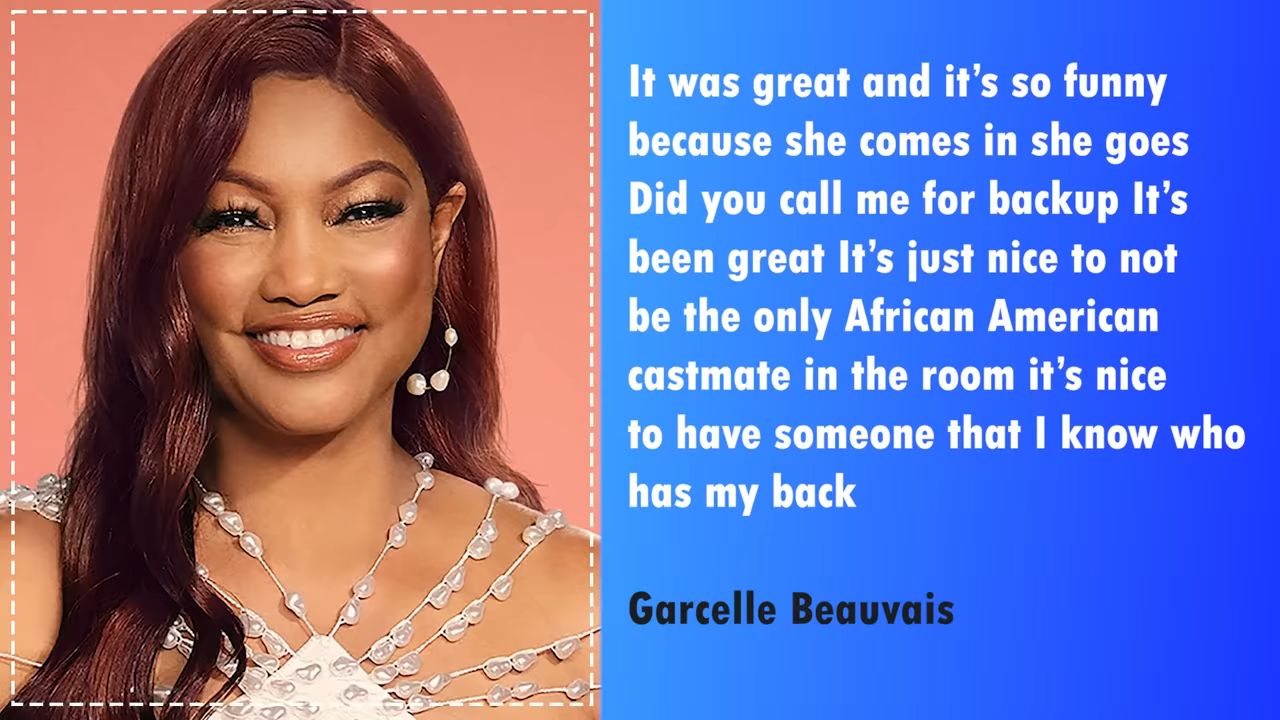 It was great and it’s so funny
because she comes in she goes
Did you call me for backup It’s
been great It’s just nice to not
be the only African American
castmate in the room it’s nice
to have someone that I know who
has my back
Garcelle Beauvais